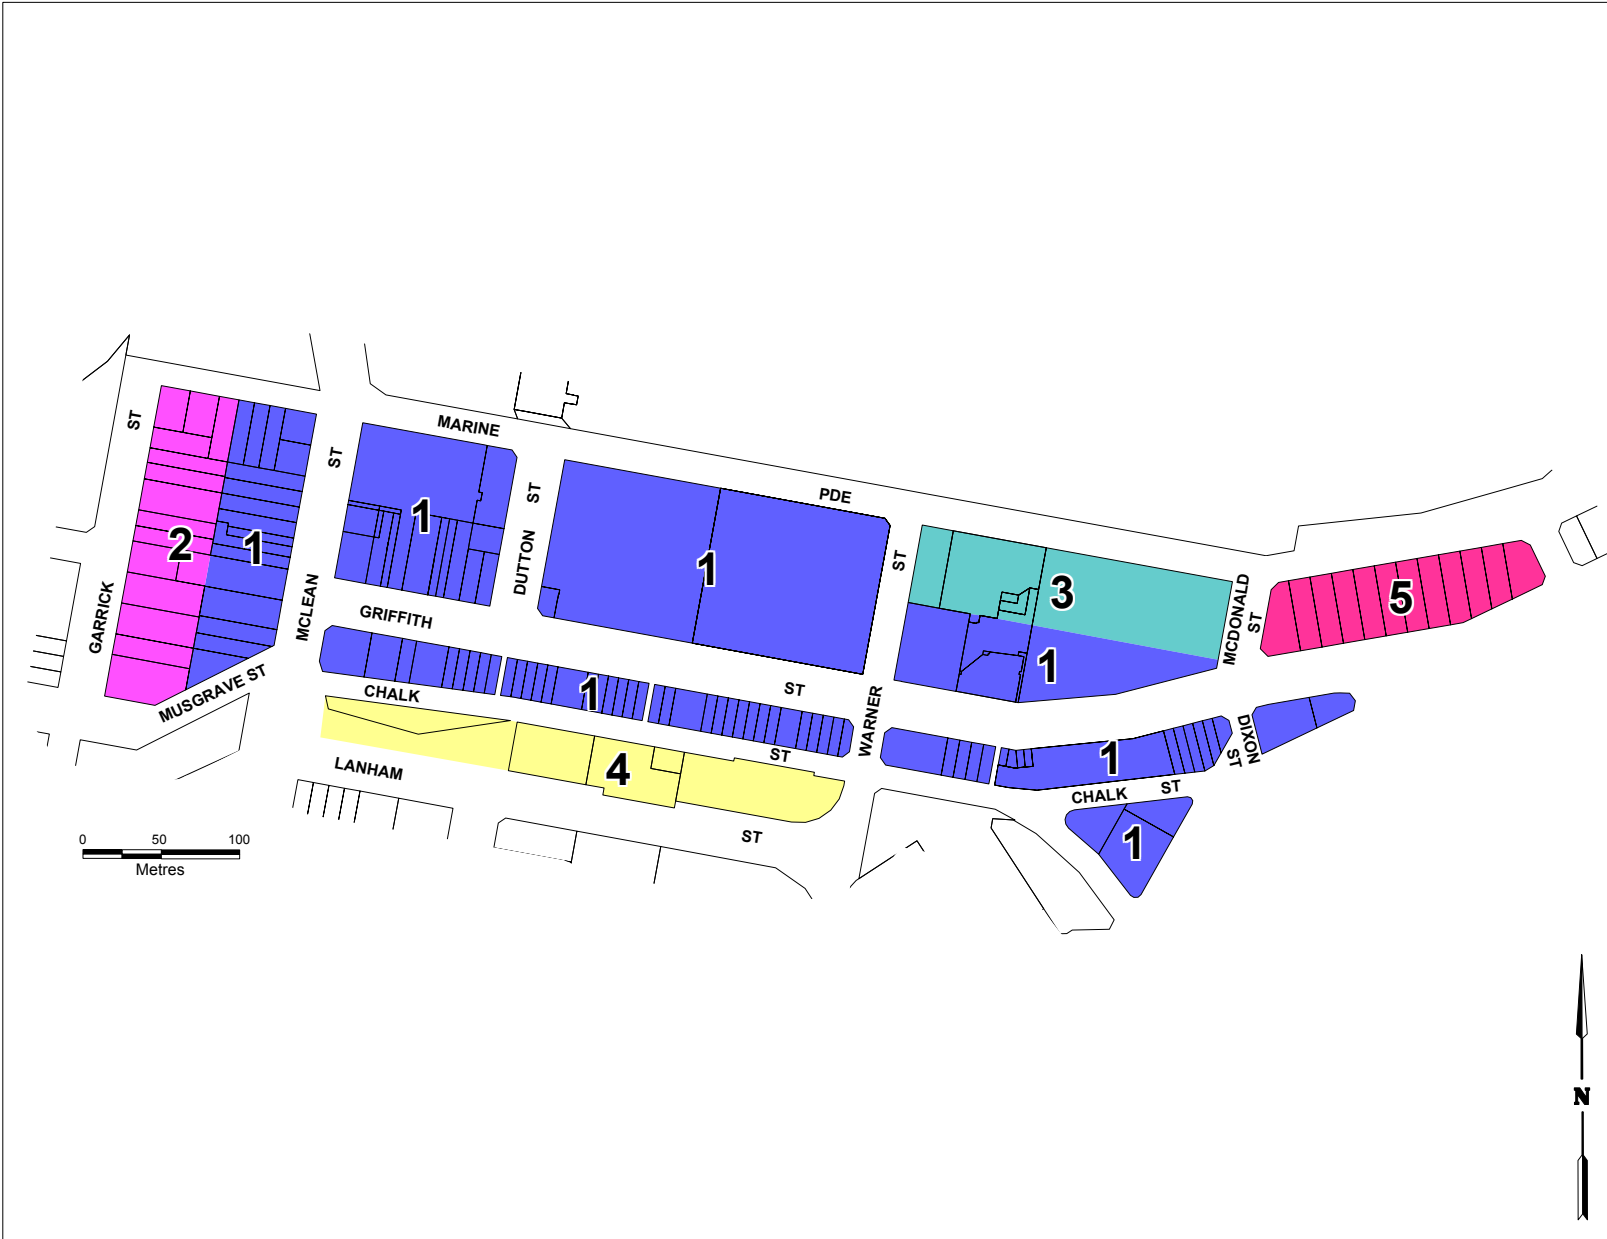 MARINE
PDE
ST
ST
ST
ST
DUTTON
GARRICK
MCLEAN
GRIFFITH
ST
MUSGRAVE ST
CHALK
ST
LANHAM
ST
WARNER
MCDONALD
ST
DIXON
ST
CHALK
ST
2
1
1
1
3
1
5
1
4
1
1
0 50 100
Metres
N